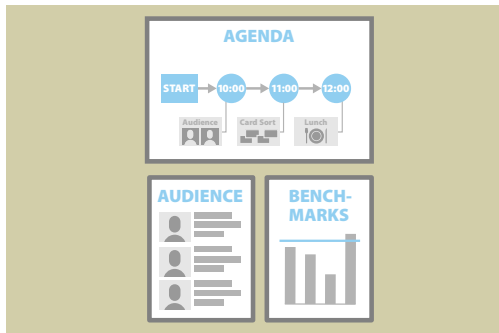 AGENDA
START 10:00 11:00 12:00
Audience Card Sort Lunch
AUDIENCE
BENCH-
MARKS